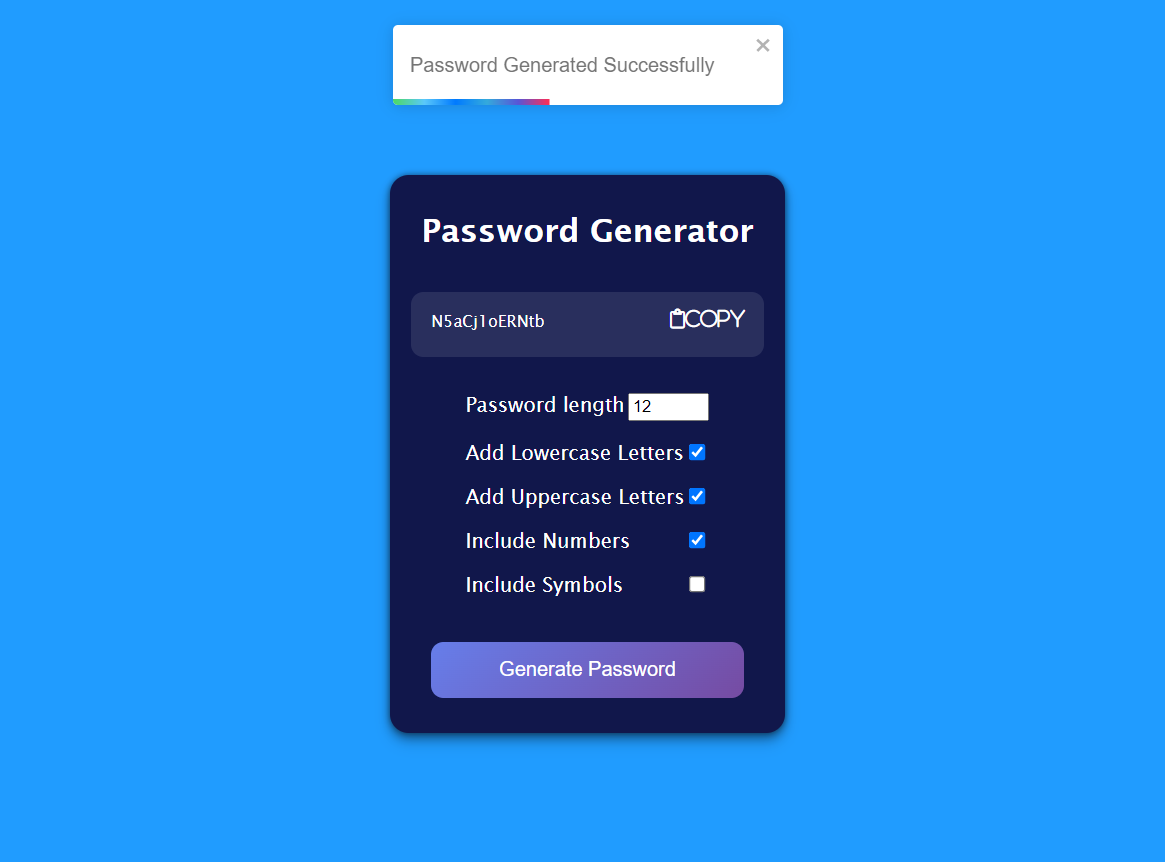 Password Generated Successfully
Password Generator
N5aCj1oERNtb
COPY
Password length 12
Add Lowercase Letters
Add Uppercase Letters
Include Numbers
Include Symbols
Generate Password